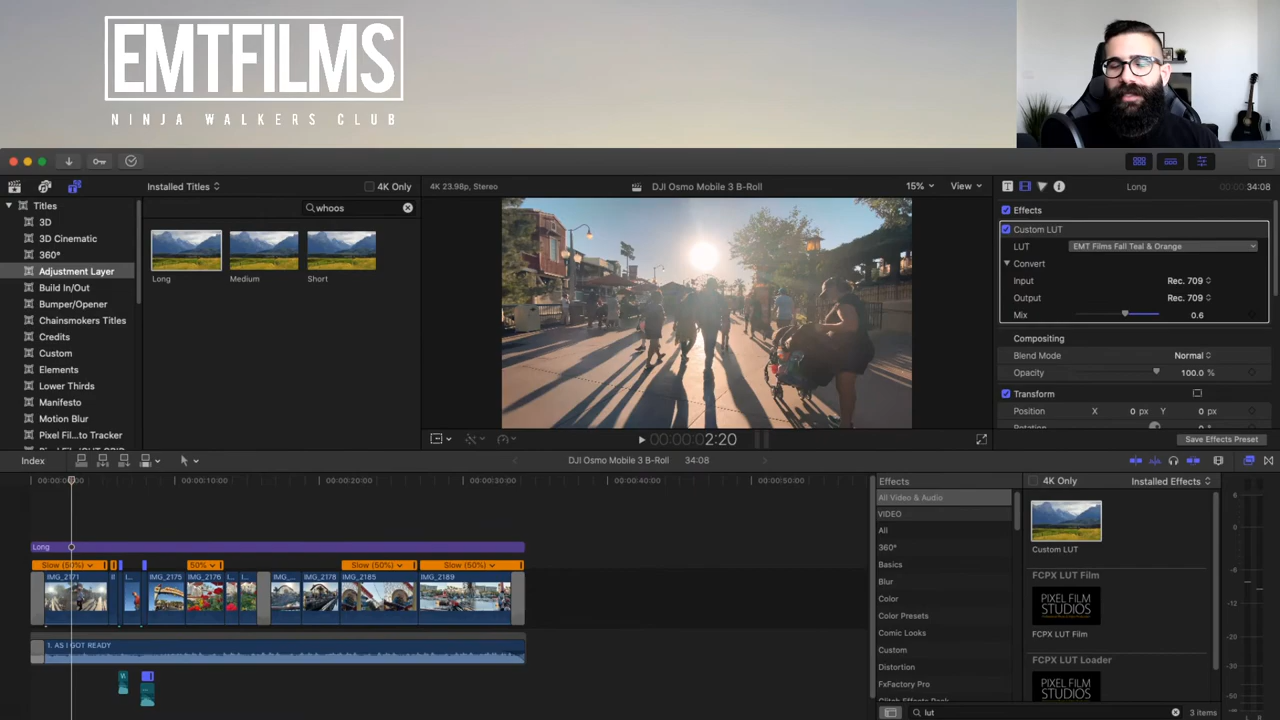 EMTFILMS
NINJA WALKERS CLUB
Installed Titles
4K Only
4K 23.98p, Stereo
DJI Osmo Mobile 3 B-Roll
15%
View
Long
00:00:34:08
Titles
3D
3D Cinematic
360°
Adjustment Layer
Build In/Out
Bumper/Opener
Chainsmokers Titles
Credits
Custom
Elements
Lower Thirds
Manifesto
Motion Blur
Pixel Fil...to Tracker
whoos
Long
Medium
Short
Effects
Custom LUT
LUT
EMT Films Fall Teal & Orange
Convert
Input
Rec. 709
Output
Rec. 709
Mix
0.6
Compositing
Blend Mode
Normal
Opacity
100.0 %
Transform
Position
X
0 px
Y
0 px
Rotation
Save Effects Preset
00:00:02:20
Index
DJI Osmo Mobile 3 B-Roll
34:08
00:00:10:00
00:00:20:00
00:00:30:00
00:00:40:00
00:00:50:00
Long
Slow (50%)
50%
Slow (50%)
Slow (50%)
IMG_2171
I...
IMG_2175
IMG_2176
I...
I...
IMG_...
IMG_2178
IMG_2185
IMG_2189
1. AS I GOT READY
Effects
All Video & Audio
VIDEO
All
360°
Basics
Blur
Color
Color Presets
Comic Looks
Custom
Distortion
FxFactory Pro
4K Only
Installed Effects
Custom LUT
FCPX LUT Film
PIXEL FILM
STUDIOS
FCPX LUT Film
FCPX LUT Loader
PIXEL FILM
STUDIOS
lut
3 items
6
0
-6
-12
-20
-30
-50